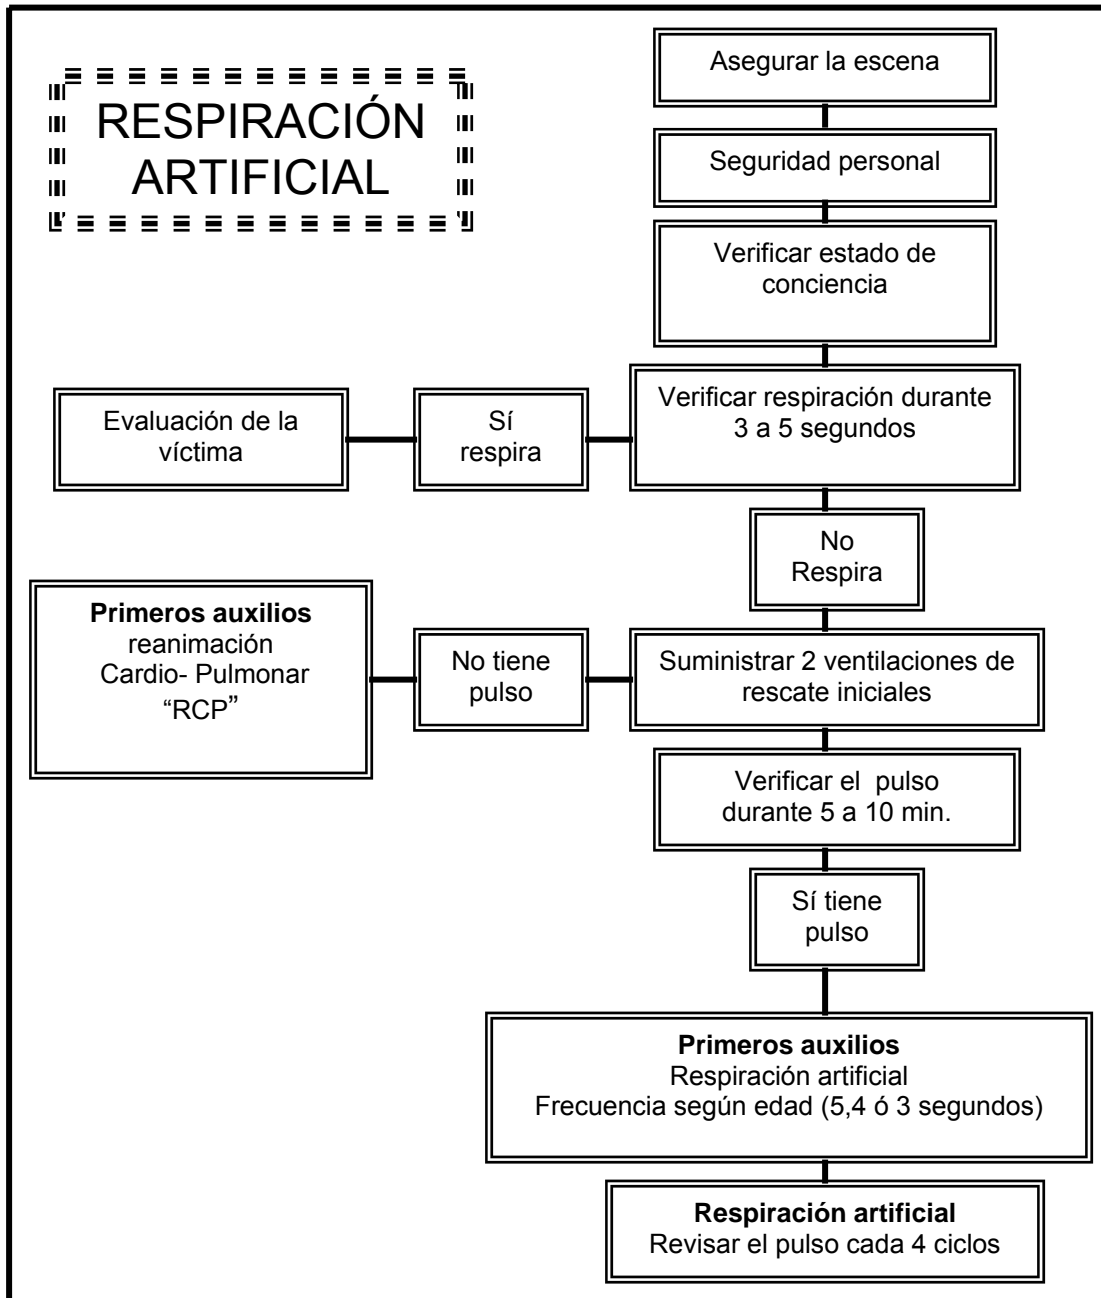 RESPIRACIÓN
ARTIFICIAL
Asegurar la escena
Seguridad personal
Verificar estado de
conciencia
Verificar respiración durante
3 a 5 segundos
Sí
respira
Evaluación de la
víctima
No
Respira
Suministrar 2 ventilaciones de
rescate iniciales
No tiene
pulso
Primeros auxilios
reanimación
Cardio- Pulmonar
“RCP”
Verificar el  pulso
durante 5 a 10 min.
Sí tiene
pulso
Primeros auxilios
Respiración artificial
Frecuencia según edad (5,4 ó 3 segundos)
Respiración artificial
Revisar el pulso cada 4 ciclos